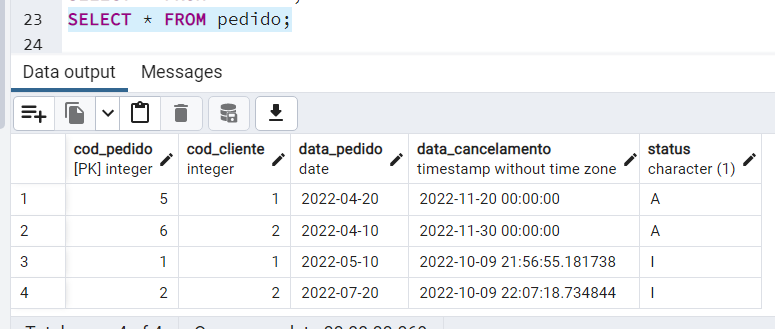 23 SELECT * FROM pedido;
24
Data output Messages
cod_pedido cod_cliente data_pedido data_cancelamento status
[PK] integer integer date timestamp without time zone character (1)
1 5 1 2022-04-20 2022-11-20 00:00:00 A
2 6 2 2022-04-10 2022-11-30 00:00:00 A
3 1 1 2022-05-10 2022-10-09 21:56:55.181738 I
4 2 2 2022-07-20 2022-10-09 22:07:18.734844 I